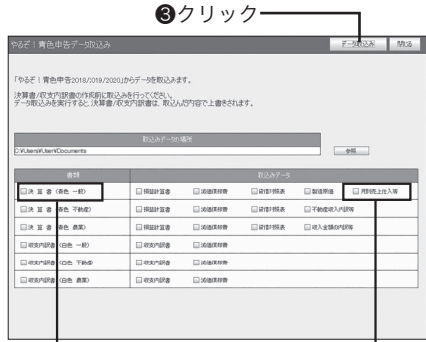 ❸クリック
やるぞ！青色申告データ取込み
データ取込み 閉じる
「やるぞ！青色申告2018/2019/2020」からデータを取込みます。
決算書/収支内訳書の作成前に取込みを行ってください。
データ取込みを実行すると、決算書/収支内訳書は、取込んだ内容で上書きされます。
取込みデータの場所
C:¥Users¥User¥Documents 参照
書類 取込みデータ
決 算 書 (青色 一般) 損益計算書 減価償却費 貸借対照表 製造原価 月別売上仕入等
決 算 書 (青色 不動産) 損益計算書 減価償却費 貸借対照表 不動産収入内訳等
決 算 書 (青色 農業) 損益計算書 減価償却費 貸借対照表 収入金額の内訳等
収支内訳書 (白色 一般) 収支内訳書 減価償却費
収支内訳書 (白色 不動産) 収支内訳書 減価償却費
収支内訳書 (白色 農業) 収支内訳書 減価償却費